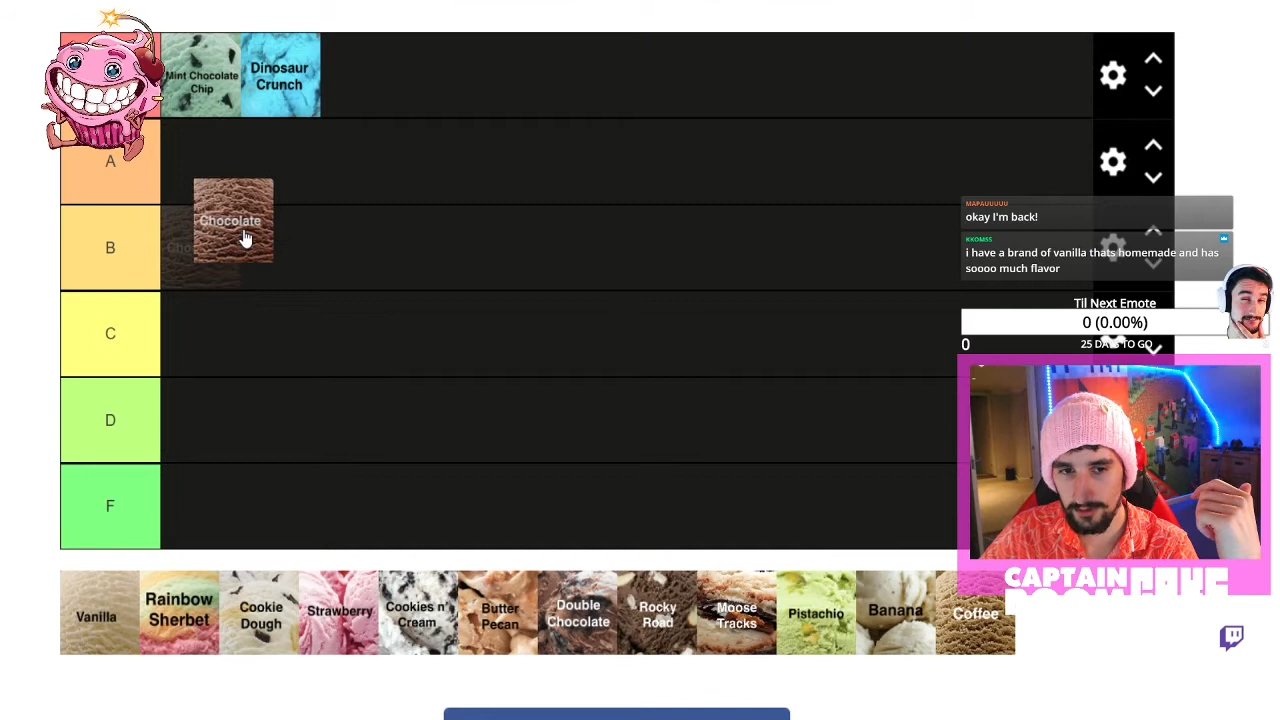 Mint Chocolate
Chip
Dinosaur
Crunch
A
Chocolate
B
C
D
F
MAPAUUUUU
okay I'm back!
KKOMSS
i have a brand of vanilla thats homemade and has
soooo much flavor
Til Next Emote
0 (0.00%)
0
25 DAYS TO GO
CAPTAIN
Vanilla
Rainbow
Sherbet
Cookie
Dough
Strawberry
Cookies n'
Cream
Butter
Pecan
Double
Chocolate
Rocky
Road
Moose
Tracks
Pistachio
Banana
Coffee